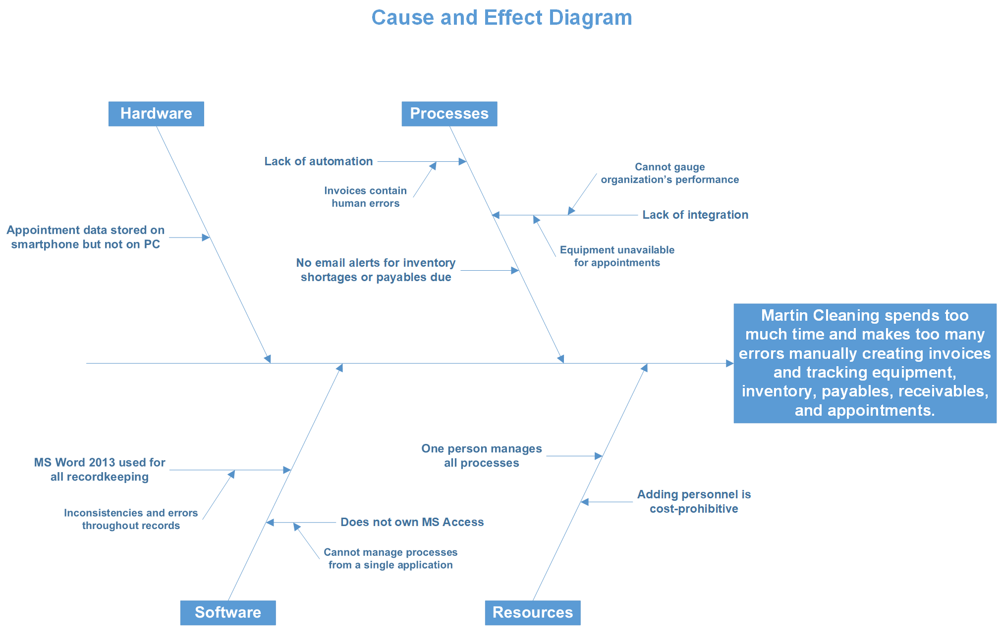 Cause and Effect Diagram
Hardware
Processes
Lack of automation
Invoices contain
human errors
Cannot gauge
organization’s performance
Lack of integration
Appointment data stored on
smartphone but not on PC
Equipment unavailable
for appointments
No email alerts for inventory
shortages or payables due
Martin Cleaning spends too
much time and makes too many
errors manually creating invoices
and tracking equipment,
inventory, payables, receivables,
and appointments.
MS Word 2013 used for
all recordkeeping
Inconsistencies and errors
throughout records
One person manages
all processes
Adding personnel is
cost-prohibitive
Does not own MS Access
Cannot manage processes
from a single application
Software
Resources